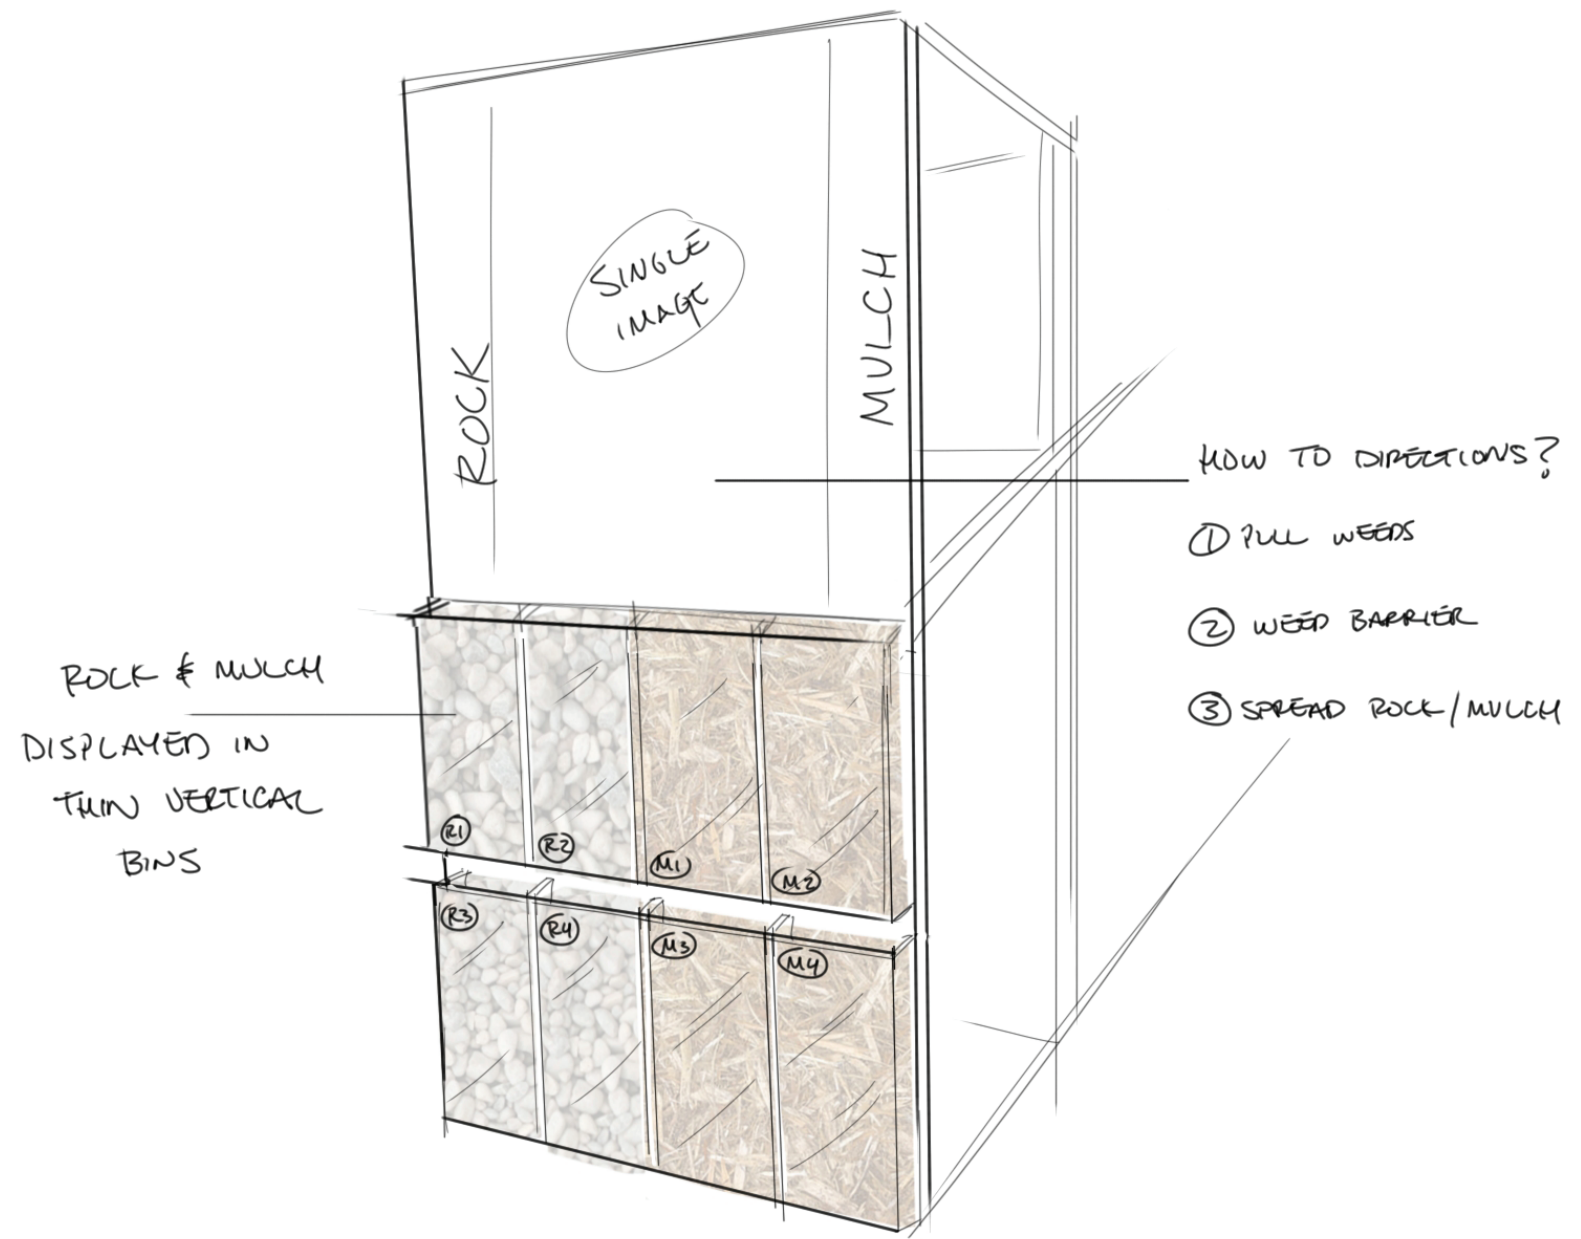 SINGLE
IMAGE
ROCK
MULCH
HOW TO DIRECTIONS?
1 PULL WEEDS
2 WEED BARRIER
3 SPREAD ROCK/MULCH
ROCK & MULCH
DISPLAYED IN
THIN VERTICAL
BINS
R1
R2
M1
M2
R3
R4
M3
M4